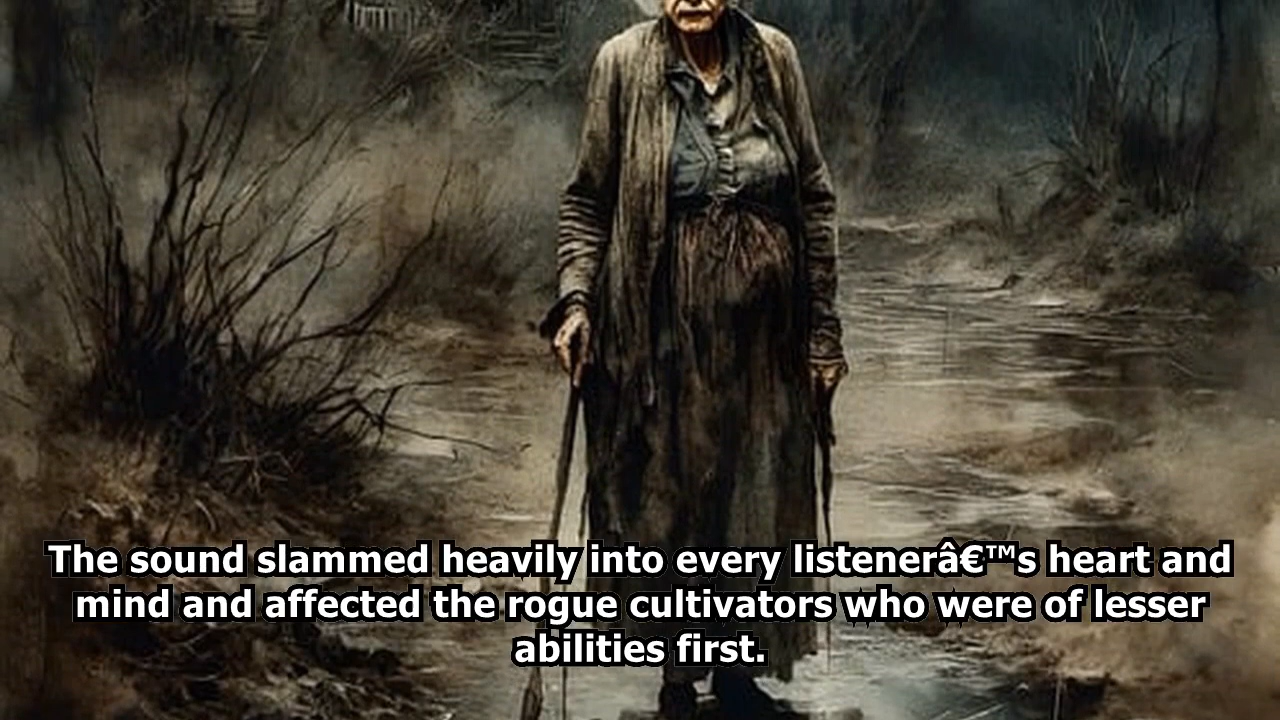 The sound slammed heavily into every listenerâ€™s heart and
mind and affected the rogue cultivators who were of lesser
abilities first.